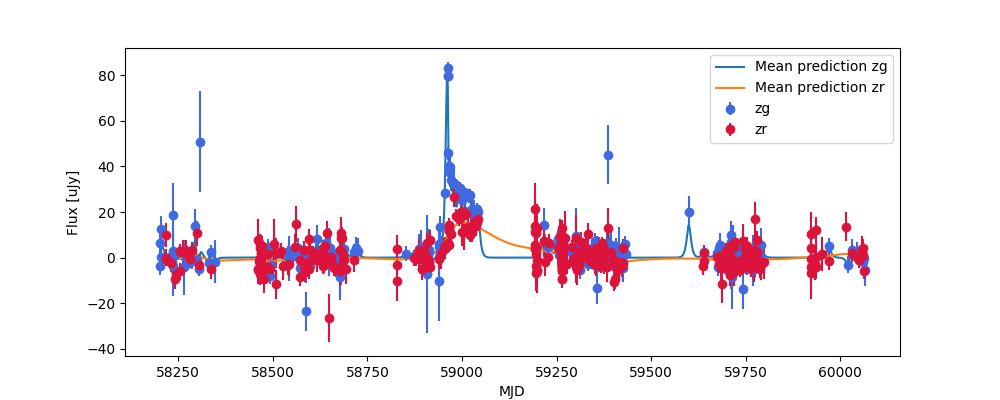 Mean prediction zg
Mean prediction zr
zg
zr
80
60
40
20
0
−20
−40
Flux [uJy]
58250
58500
58750
59000
59250
59500
59750
60000
MJD